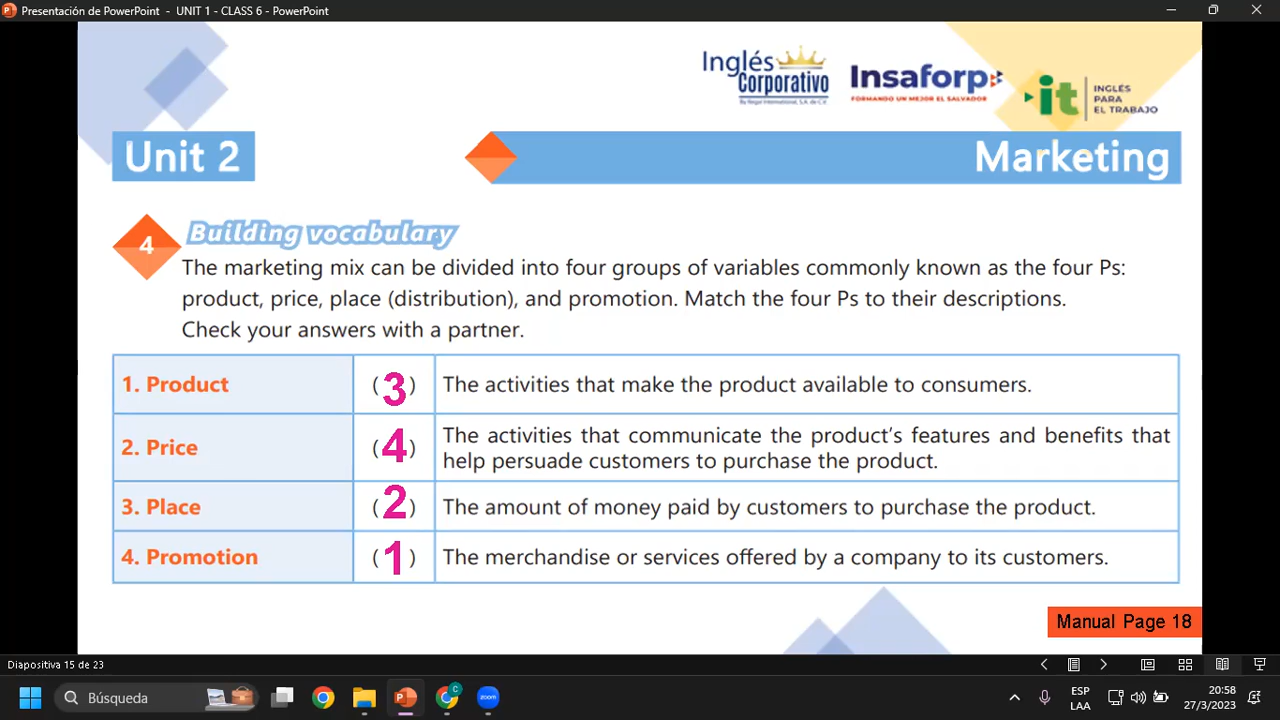 Presentación de PowerPoint - UNIT 1 - CLASS 6 - PowerPoint
Inglés
Corporativo
By Regal International, S.A. de C.V.
Insaforp
FORMANDO UN MEJOR EL SALVADOR
it
INGLÉS
PARA
EL TRABAJO
Unit 2
Marketing
4
Building vocabulary
The marketing mix can be divided into four groups of variables commonly known as the four Ps:
product, price, place (distribution), and promotion. Match the four Ps to their descriptions.
Check your answers with a partner.
1. Product (3) The activities that make the product available to consumers.
2. Price (4) The activities that communicate the product's features and benefits that
help persuade customers to purchase the product.
3. Place (2) The amount of money paid by customers to purchase the product.
4. Promotion (1) The merchandise or services offered by a company to its customers.
Manual Page 18
Diapositiva 15 de 23
Búsqueda
C
zoom
ESP
LAA
20:58
27/3/2023